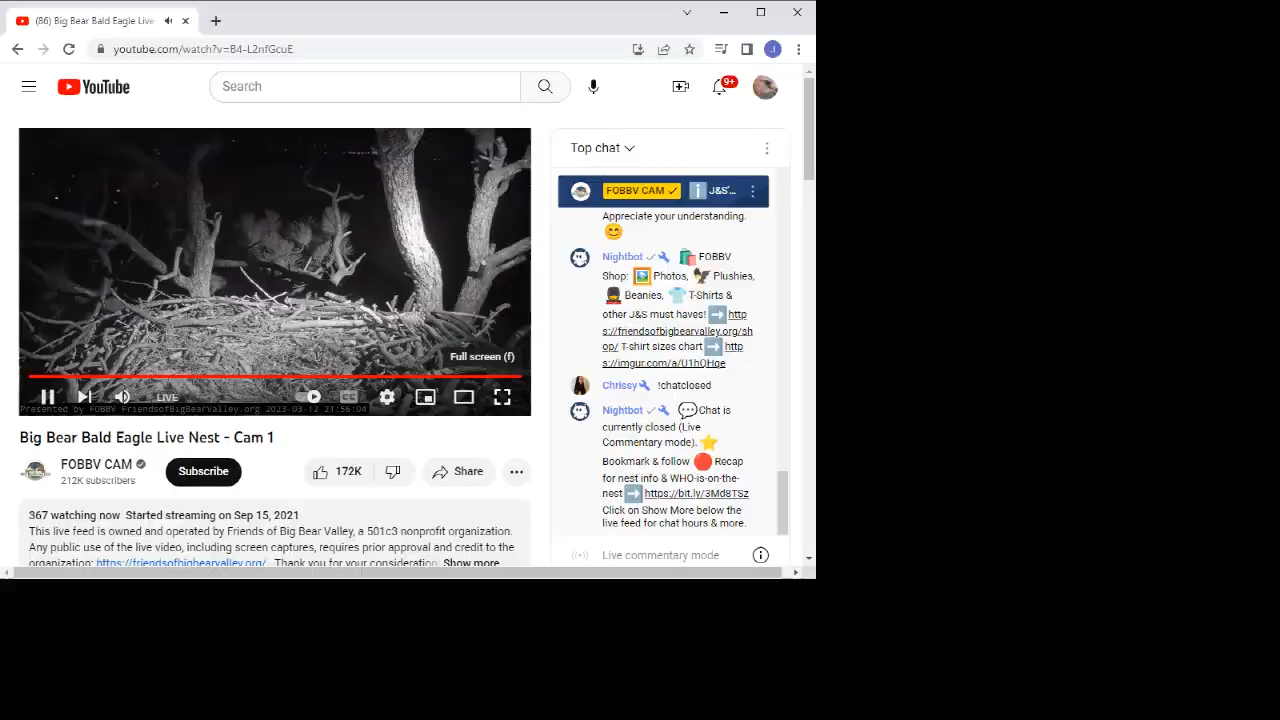 (86) Big Bear Bald Eagle Live
youtube.com/watch?v=B4-L2nfGcuE
YouTube
Search
9+
J
Top chat
FOBBV CAM J&S'...
Appreciate your understanding.
Nightbot FOBBV
Shop: Photos, Plushies,
Beanies, T-Shirts &
other J&S must haves! http
s://friendsofbigbearvalley.org/sh
op/ T-shirt sizes chart http
s://imgur.com/a/U1hQHqe
Chrissy !chatclosed
Nightbot Chat is
currently closed (Live
Commentary mode).
Bookmark & follow Recap
for nest info & WHO-is-on-the-
nest https://bit.ly/3Md8TSz
Click on Show More below the
live feed for chat hours & more.
Live commentary mode
Full screen (f)
LIVE
Presented by FOBBV FriendsofBigBearValley.org 2023-03-12 21:56:04
Big Bear Bald Eagle Live Nest - Cam 1
FOBBV CAM
212K subscribers
Subscribe
172K
Share
367 watching now Started streaming on Sep 15, 2021
This live feed is owned and operated by Friends of Big Bear Valley, a 501c3 nonprofit organization.
Any public use of the live video, including screen captures, requires prior approval and credit to the
organization: https://friendsofbigbearvalley.org/ Thank you for your consideration Show more